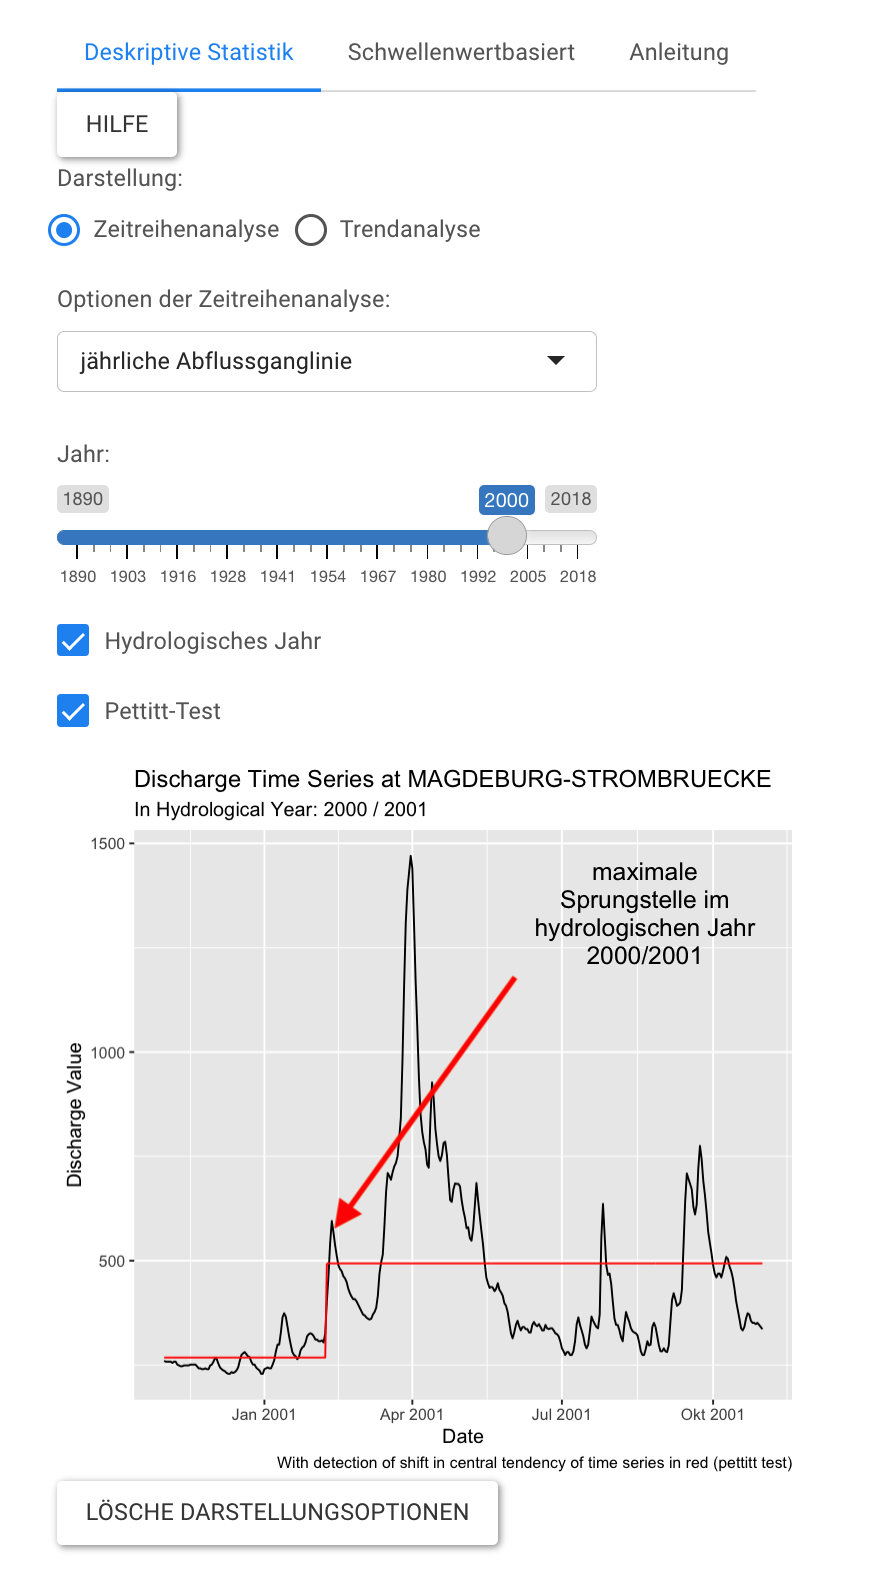 Deskriptive Statistik Schwellenwertbasiert Anleitung
HILFE
Darstellung:
Zeitreihenanalyse Trendanalyse
Optionen der Zeitreihenanalyse:
jährliche Abflussganglinie
Jahr:
1890 2000 2018
1890 1903 1916 1928 1941 1954 1967 1980 1992 2005 2018
Hydrologisches Jahr
Pettitt-Test
Discharge Time Series at MAGDEBURG-STROMBRUECKE
In Hydrological Year: 2000 / 2001
1500
maximale
Sprungstelle im
hydrologischen Jahr
2000/2001
1000
Discharge Value
500
Jan 2001 Apr 2001 Jul 2001 Okt 2001
Date
With detection of shift in central tendency of time series in red (pettitt test)
LÖSCHE DARSTELLUNGSOPTIONEN